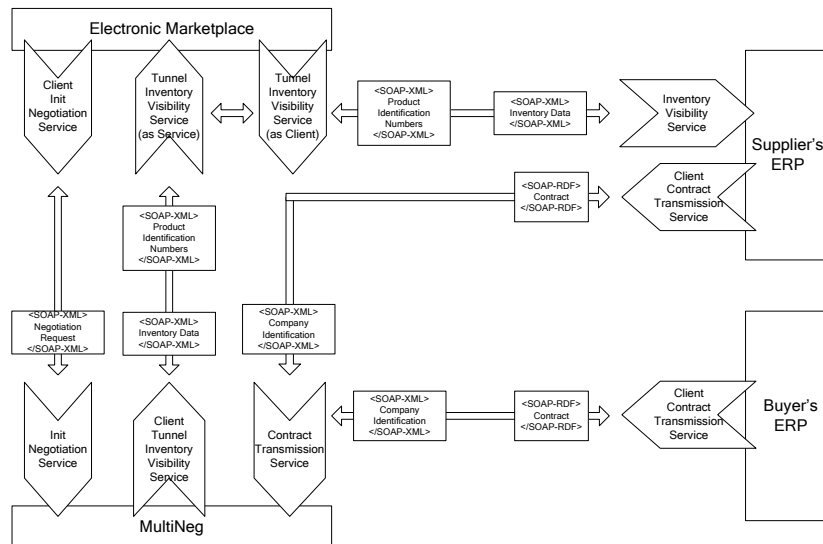 Electronic Marketplace
Client
Init
Negotiation
Service
Tunnel
Inventory
Visibility
Service
(as Service)
Tunnel
Inventory
Visibility
Service
(as Client)
<SOAP-XML>
Product
Identification
Numbers
</SOAP-XML>
<SOAP-XML>
Inventory Data
</SOAP-XML>
Inventory
Visibility
Service
Supplier's
ERP
<SOAP-RDF>
Contract
</SOAP-RDF>
Client
Contract
Transmission
Service
<SOAP-XML>
Product
Identification
Numbers
</SOAP-XML>
<SOAP-XML>
Negotiation
Request
</SOAP-XML>
<SOAP-XML>
Inventory Data
</SOAP-XML>
<SOAP-XML>
Company
Identification
</SOAP-XML>
Init
Negotiation
Service
Client
Tunnel
Inventory
Visibility
Service
Contract
Transmission
Service
<SOAP-XML>
Company
Identification
</SOAP-XML>
<SOAP-RDF>
Contract
</SOAP-RDF>
Client
Contract
Transmission
Service
Buyer's
ERP
MultiNeg